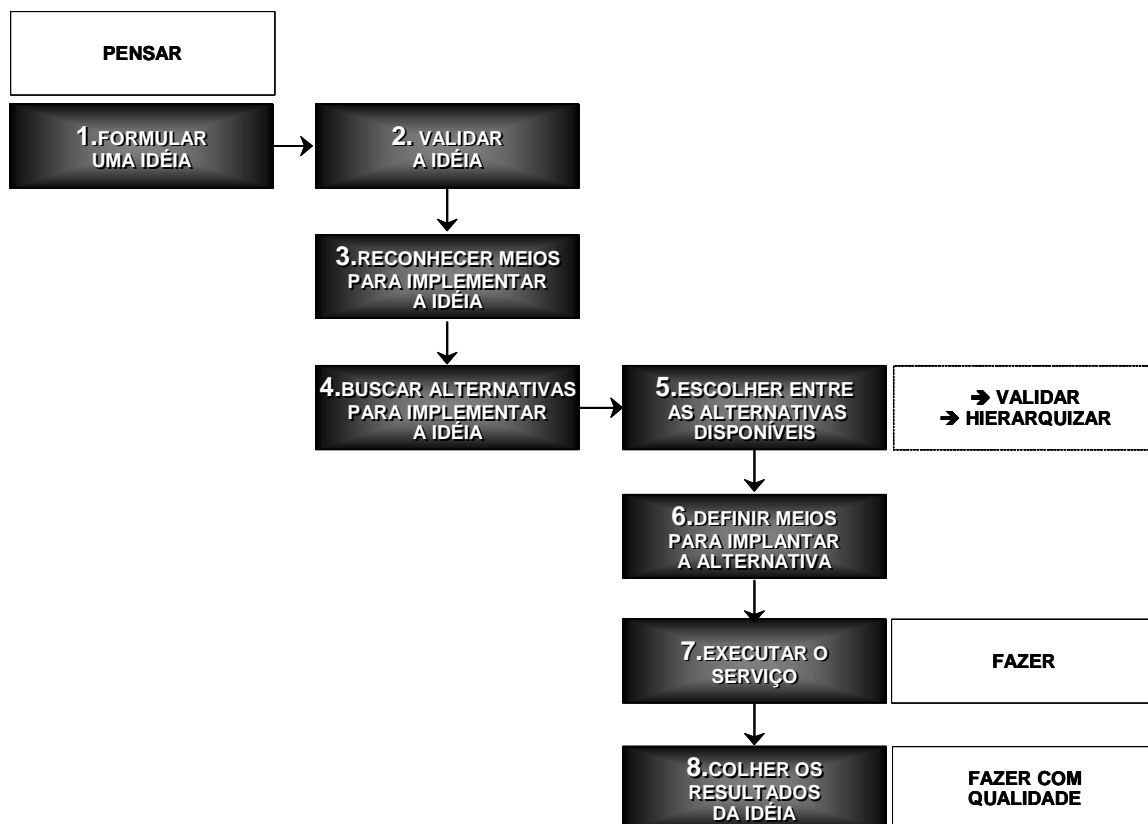 PENSAR
1.FORMULAR
UMA IDÉIA
2. VALIDAR
A IDÉIA
3.RECONHECER MEIOS
PARA IMPLEMENTAR
A IDÉIA
4.BUSCAR ALTERNATIVAS
PARA IMPLEMENTAR
A IDÉIA
5.ESCOLHER ENTRE
AS ALTERNATIVAS
DISPONÍVEIS
➔ VALIDAR
➔ HIERARQUIZAR
6.DEFINIR MEIOS
PARA IMPLANTAR
A ALTERNATIVA
7.EXECUTAR O
SERVIÇO
FAZER
8.COLHER OS
RESULTADOS
DA IDÉIA
FAZER COM
QUALIDADE